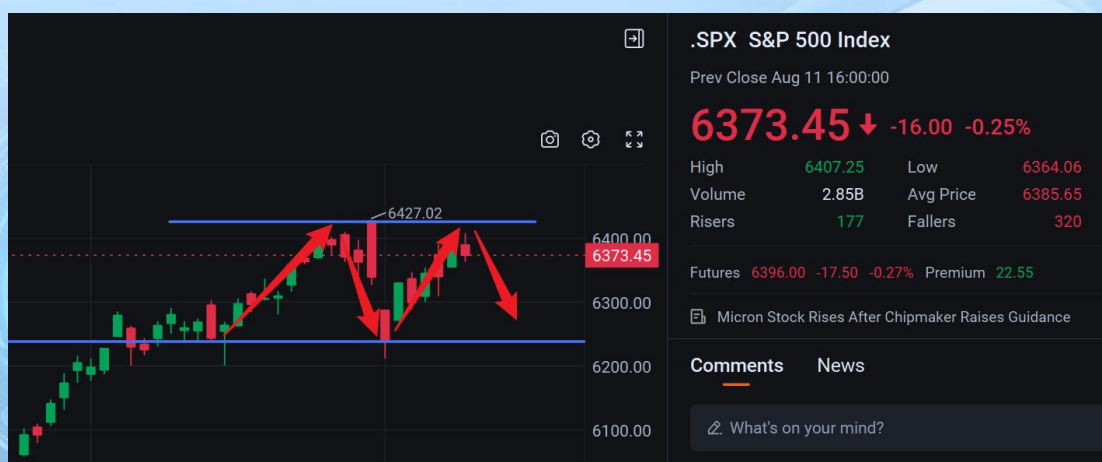 6427.02
6400.00
6373.45
6300.00
6200.00
6100.00
.SPX S&P 500 Index
Prev Close Aug 11 16:00:00
6373.45 -16.00 -0.25%
High 6407.25 Low 6364.06
Volume 2.85B Avg Price 6385.65
Risers 177 Fallers 320
Futures 6396.00 -17.50 -0.27% Premium 22.55
Micron Stock Rises After Chipmaker Raises Guidance
Comments News
What's on your mind?